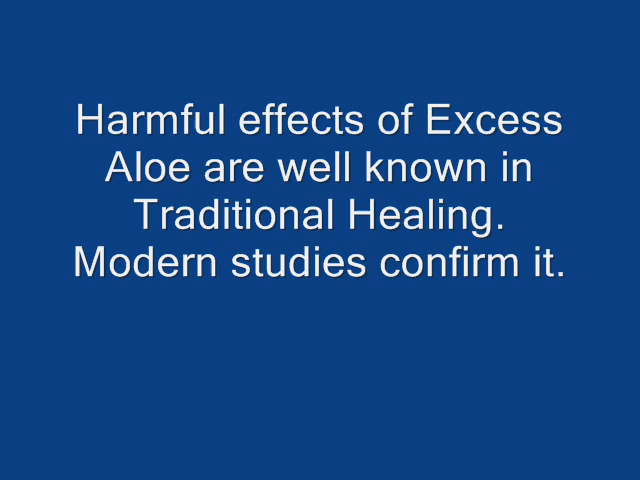 Harmful effects of Excess
Aloe are well known in
Traditional Healing.
Modern studies confirm it.